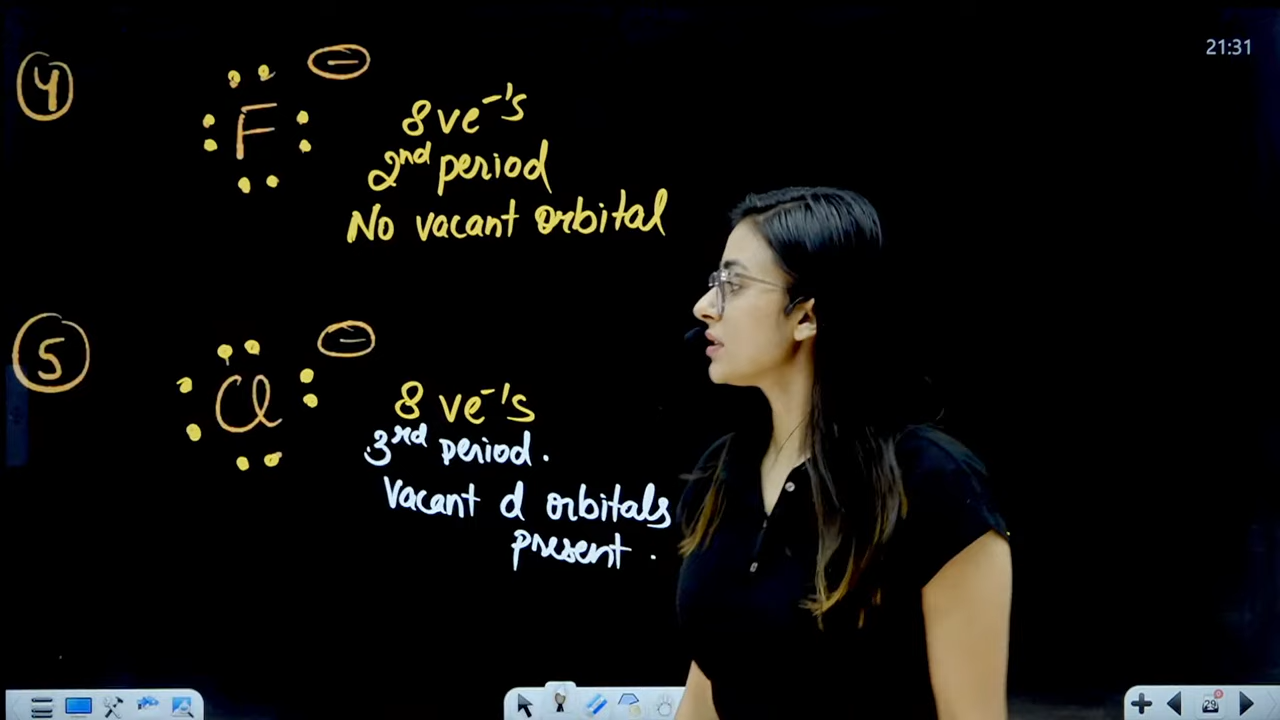 21:31
4
F
−
8 ve⁻'s
2nd period
No vacant orbital
5
Cl
−
8 ve⁻'s
3rd period.
Vacant d orbitals
present.
29